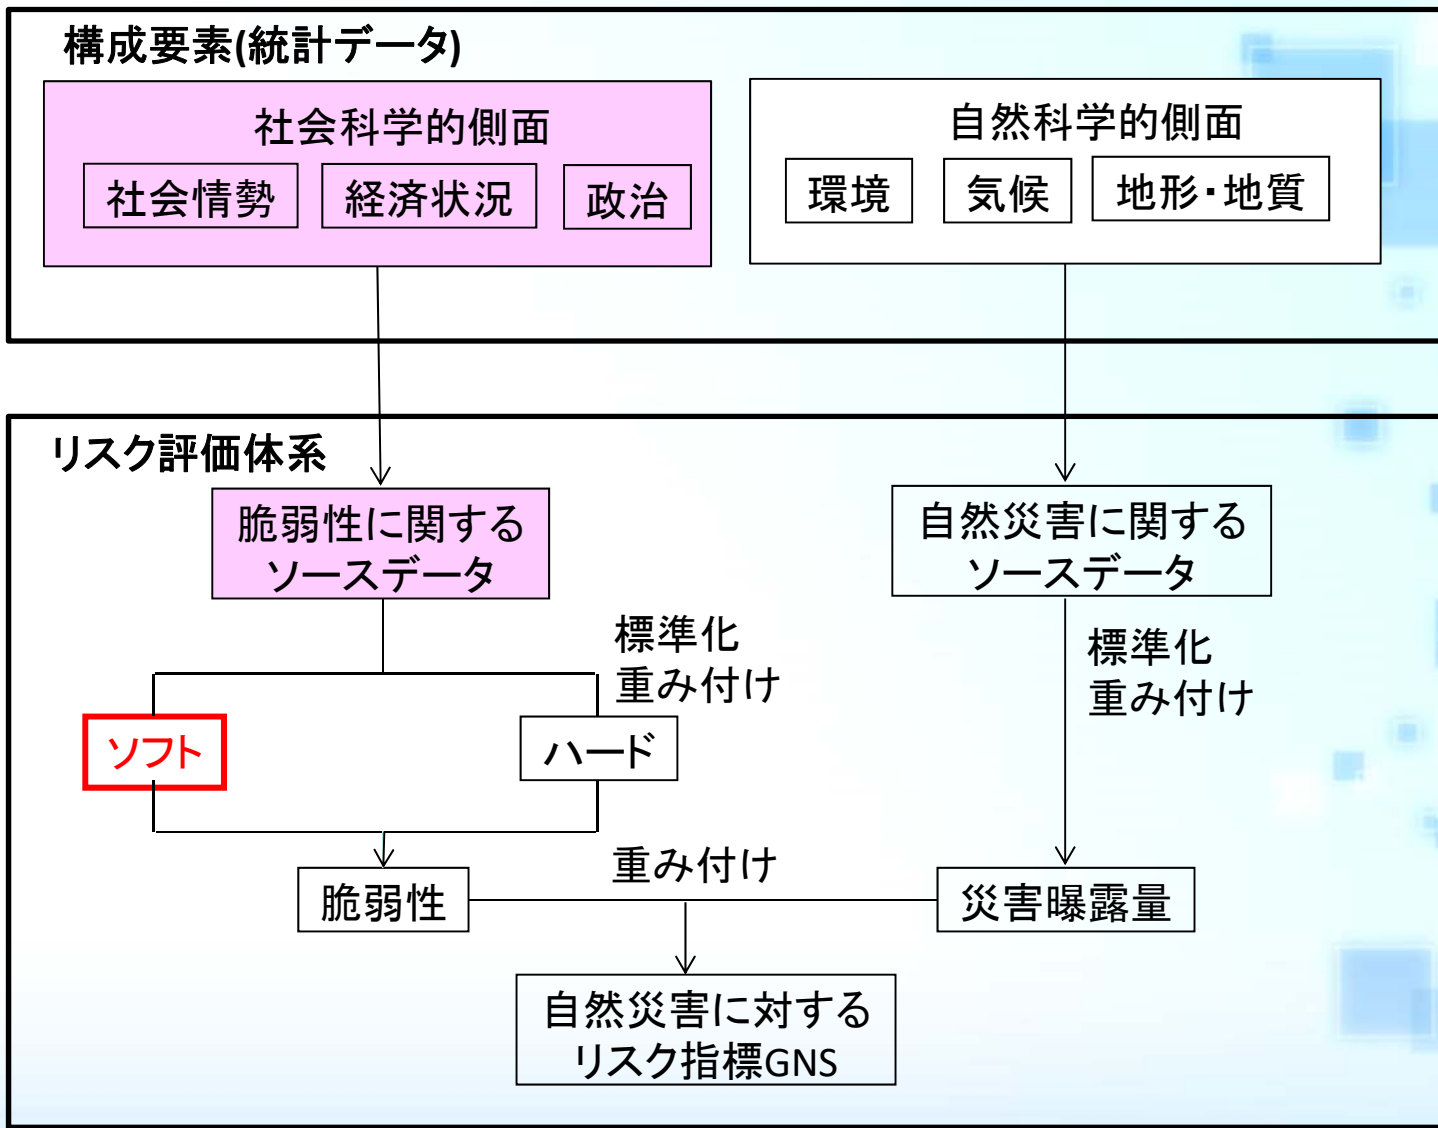 構成要素(統計データ)
社会科学的側面
社会情勢
経済状況
政治
自然科学的側面
環境
気候
地形・地質
リスク評価体系
脆弱性に関する
ソースデータ
自然災害に関する
ソースデータ
標準化
重み付け
標準化
重み付け
ソフト
ハード
重み付け
脆弱性
災害曝露量
自然災害に対する
リスク指標GNS